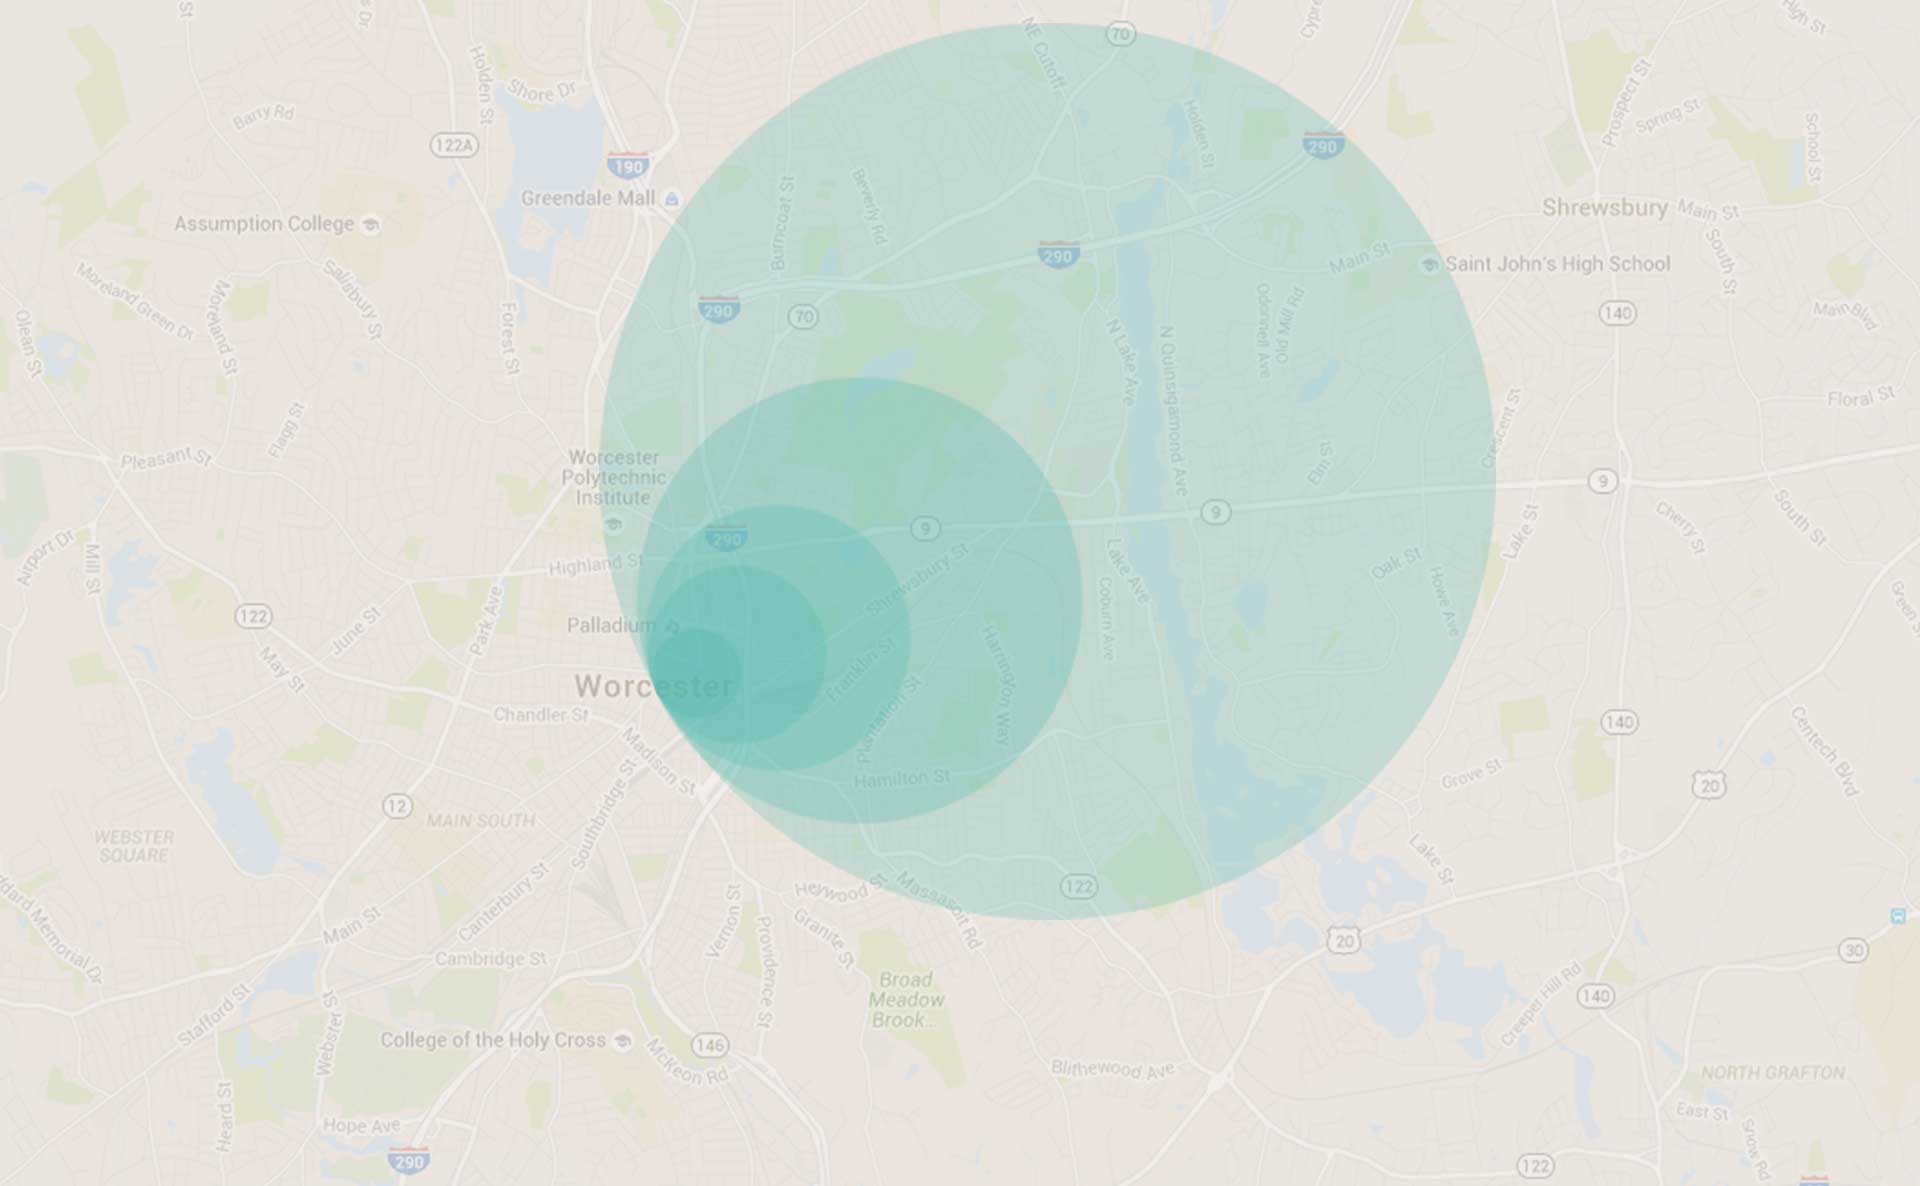 St
s Dr
NE Cutoff
70
Cypre
High St
Holden St
Shore Dr
Barry Rd
122A
190
Holden St
290
Prospect St
Spring St
School St
Greendale Mall
Assumption College
Burncoat St
Beverly Rd
Shrewsbury
Main St
Salisbury St
Moreland Green Dr
Moreland St
290
Main St
Saint John's High School
South St
Olean St
Forest St
290
70
N Lake Ave
N Quinsigamond Ave
Odonnell Ave
Old Mill Rd
140
Main Blvd
Flagg St
Floral St
Crescent St
Pleasant St
Worcester
Polytechnic
Institute
Elm St
9
9
9
290
Cherry St
South St
Lake St
Airport Dr
Mill St
Highland St
Shrewsbury St
Lake Ave
Coburn Ave
Oak St
Howe Ave
Green S
122
June St
Park Ave
Palladium
May St
Worcester
Franklin St
Plantation St
Harrington Way
Chandler St
Madison St
Hamilton St
140
Centech Blvd
Grove St
20
12
MAIN SOUTH
Southbridge St
WEBSTER
SQUARE
Lake St
ddard Memorial Dr
Main St
Canterbury St
Vernon St
Heywood St
Massasoit Rd
122
Granite St
Providence St
20
30
Cambridge St
Broad
Meadow
Brook...
Stafford St
Webster St
Creeper Hill Rd
140
College of the Holy Cross
McKeon Rd
146
Blithewood Ave
NORTH GRAFTON
Heard St
Hope Ave
East St
Snow Rd
290
122